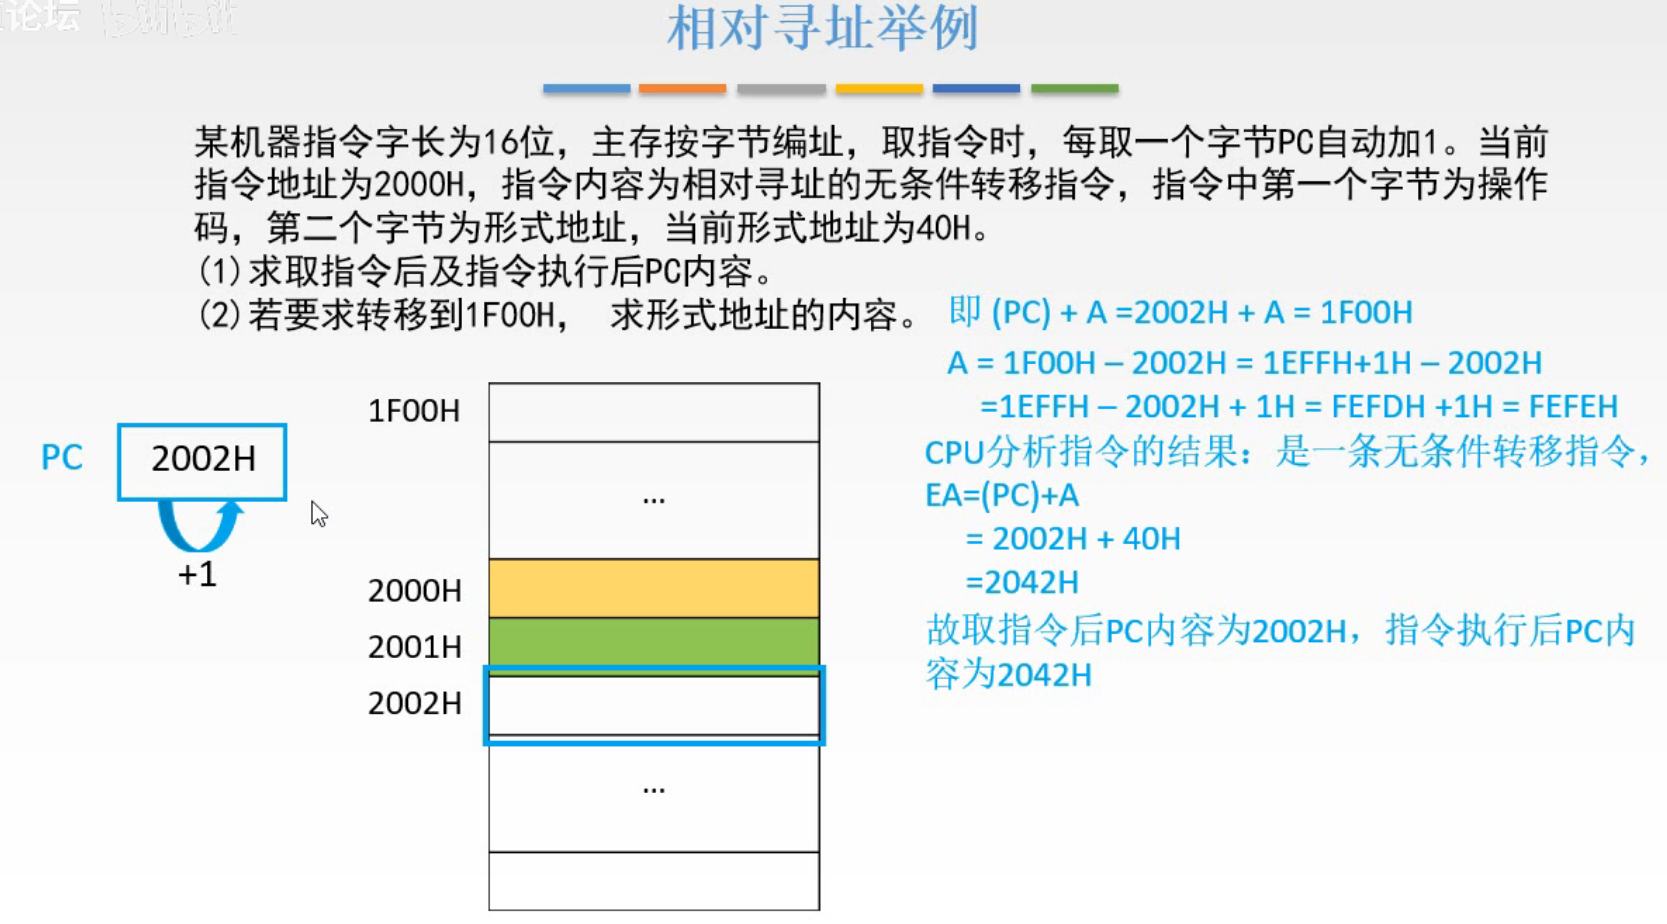 论坛 bilibili
相对寻址举例
某机器指令字长为16位，主存按字节编址，取指令时，每取一个字节PC自动加1。当前
指令地址为2000H，指令内容为相对寻址的无条件转移指令，指令中第一个字节为操作
码，第二个字节为形式地址，当前形式地址为40H。
(1)求取指令后及指令执行后PC内容。
(2)若要求转移到1F00H， 求形式地址的内容。
即 (PC) + A =2002H + A = 1F00H
A = 1F00H – 2002H = 1EFFH+1H – 2002H
=1EFFH – 2002H + 1H = FEFDH +1H = FEFEH
CPU分析指令的结果：是一条无条件转移指令，
EA=(PC)+A
= 2002H + 40H
=2042H
故取指令后PC内容为2002H，指令执行后PC内
容为2042H
PC
2002H
+1
1F00H
...
2000H
2001H
2002H
...